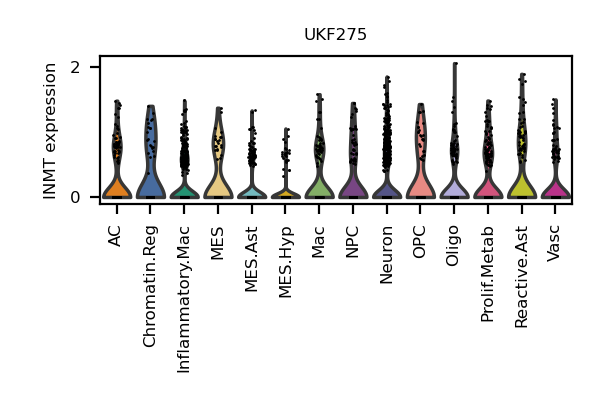 UKF275
INMT expression
2
0
AC
Chromatin.Reg
Inflammatory.Mac
MES
MES.Ast
MES.Hyp
Mac
NPC
Neuron
OPC
Oligo
Prolif.Metab
Reactive.Ast
Vasc